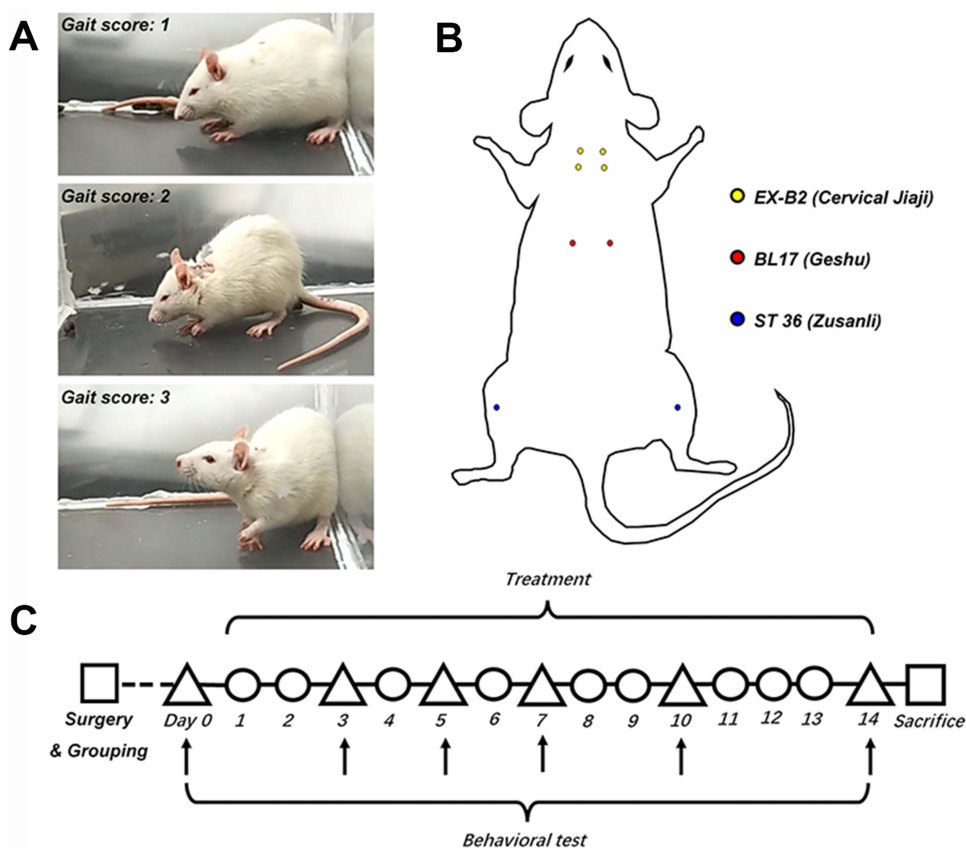 A
Gait score: 1
Gait score: 2
Gait score: 3
B
EX-B2 (Cervical Jiaji)
BL17 (Geshu)
ST 36 (Zusanli)
C
Treatment
Surgery
& Grouping
Day 0 1 2 3 4 5 6 7 8 9 10 11 12 13 14 Sacrifice
Behavioral test